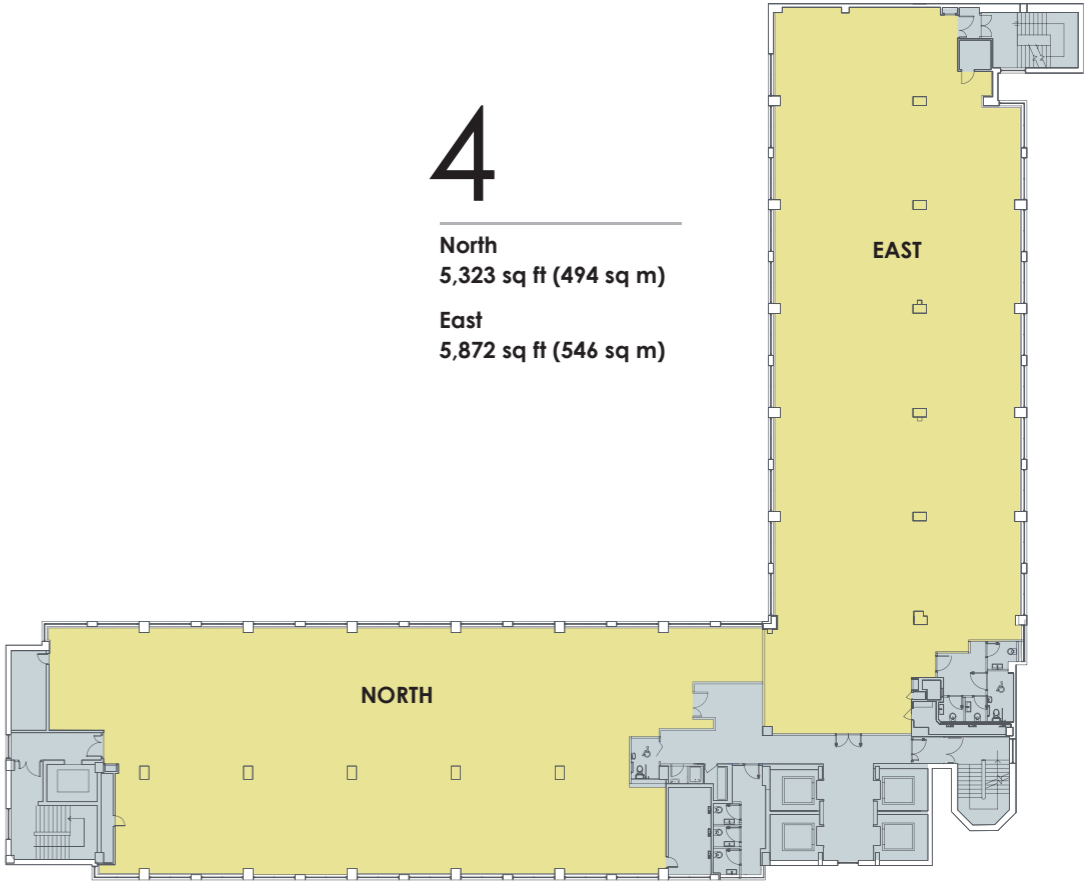 4
North
5,323 sq ft (494 sq m)
East
5,872 sq ft (546 sq m)
EAST
NORTH